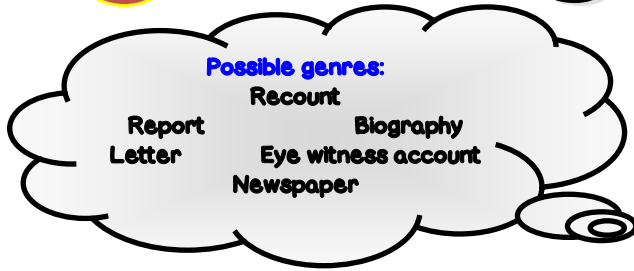 Possible genres:
Recount
Report Biography
Letter Eye witness account
Newspaper